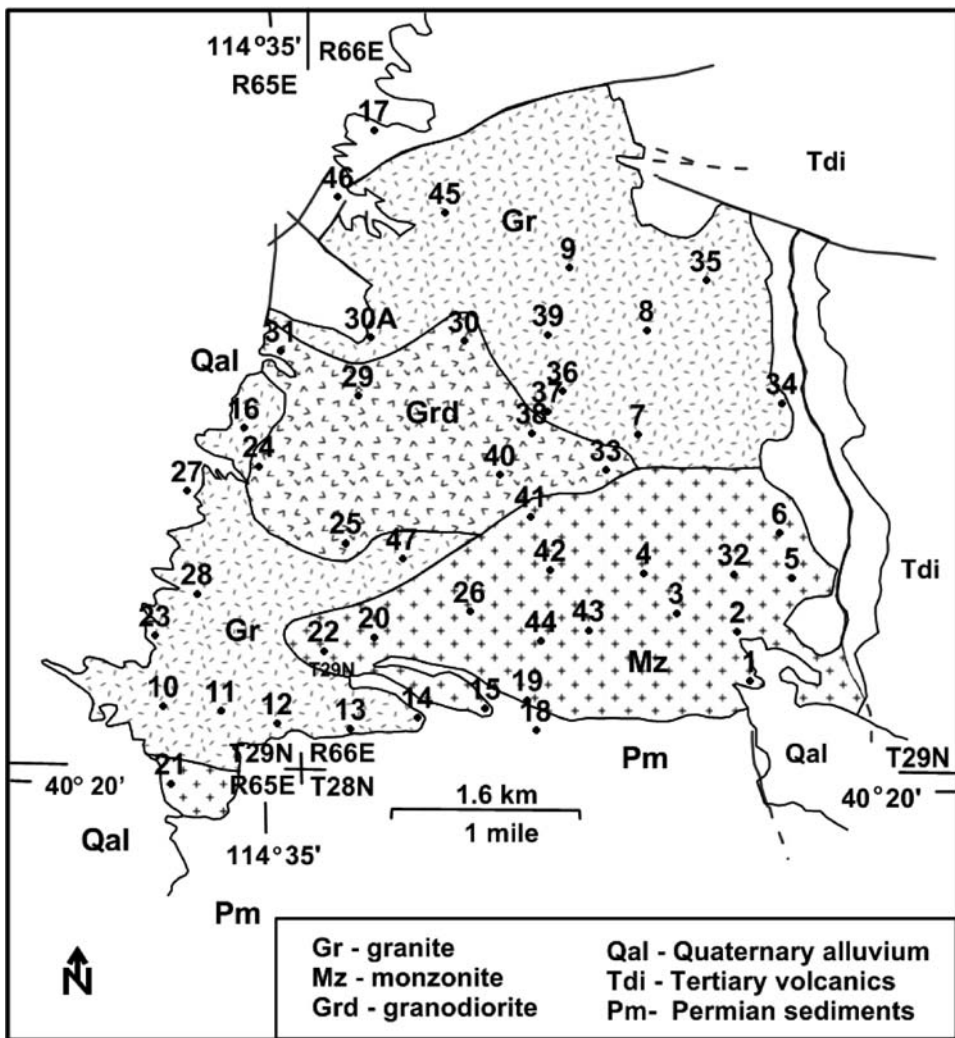 114°35' R66E
R65E
17
Tdi
46
45
Gr
9
35
30A
30
39
8
31
Qal
29
36
34
37
16
Grd
38
7
24
40
33
27
41
6
25
47
42
4
32
5
Tdi
28
26
3
23
Gr
20
44
43
2
22
Mz
T29N
1
10
11
12
13
14
15
19
18
T29N R66E
Pm
Qal
T29N
21
R65E T28N
40° 20'
1.6 km
40° 20'
Qal
1 mile
114° 35'
Pm
N
Gr - granite
Mz - monzonite
Grd - granodiorite
Qal - Quaternary alluvium
Tdi - Tertiary volcanics
Pm- Permian sediments